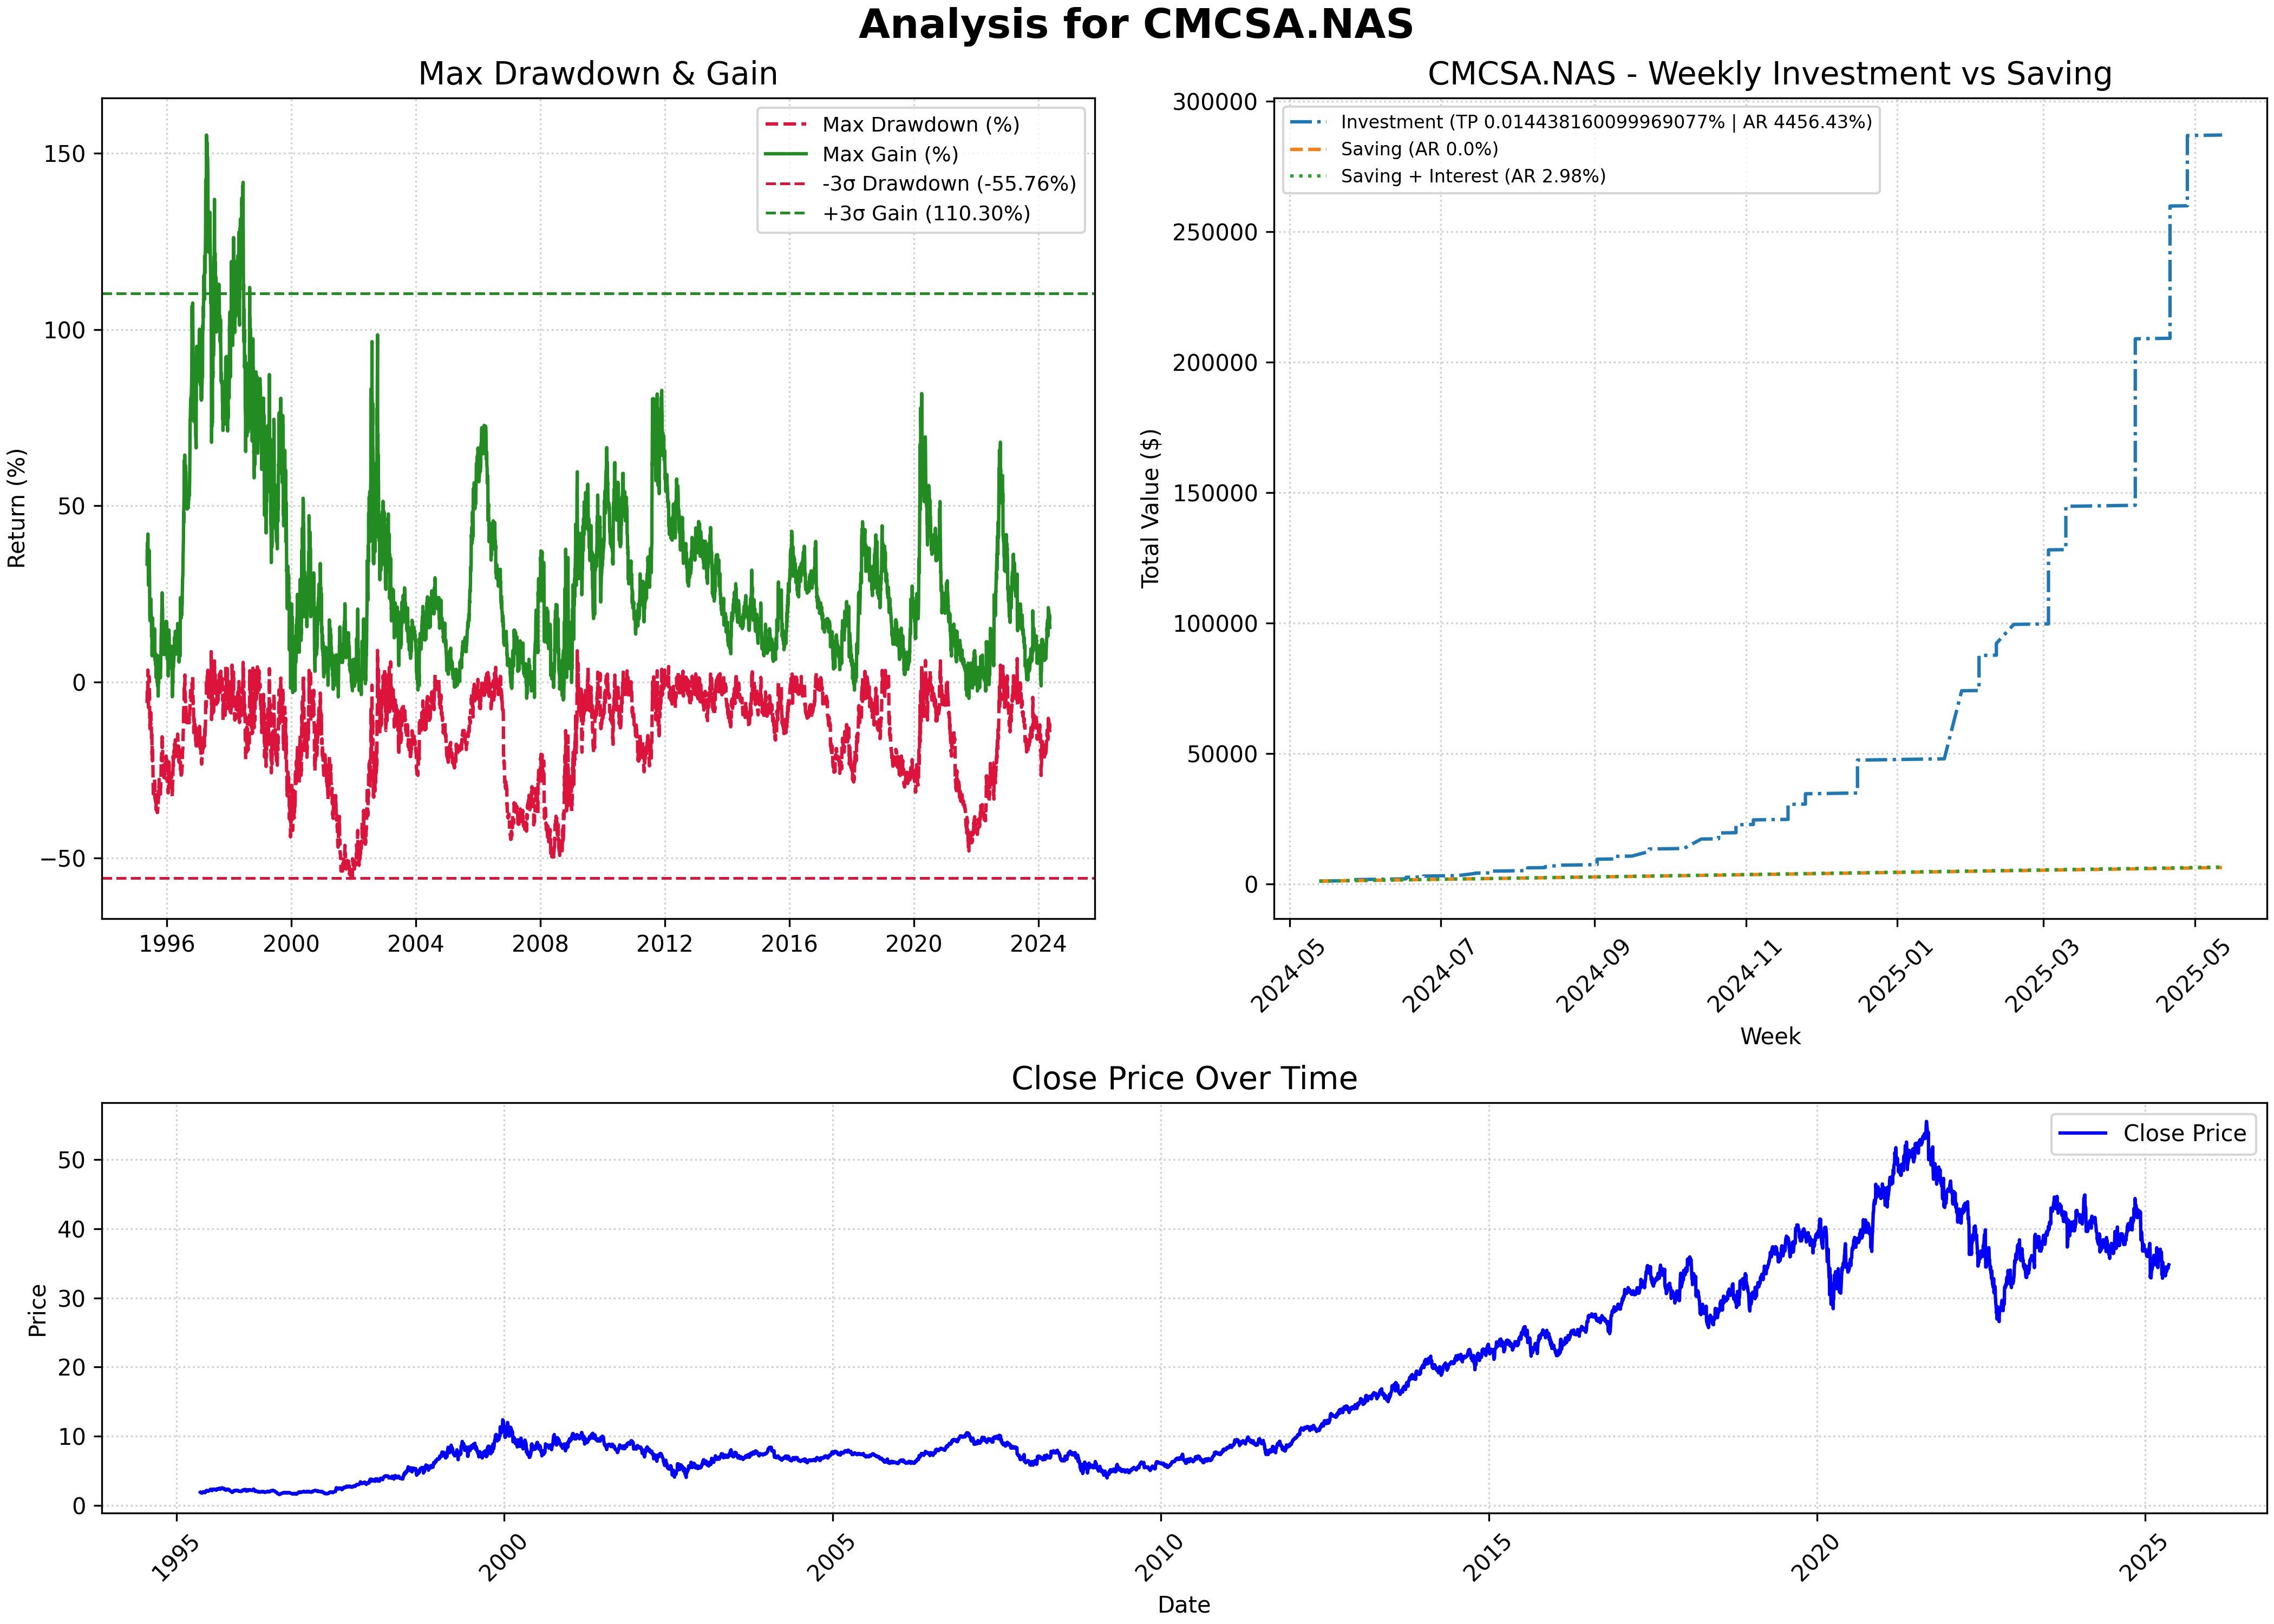 Analysis for CMCSA.NAS
Max Drawdown & Gain
Return (%)
150
100
50
0
−50
1996
2000
2004
2008
2012
2016
2020
2024
Max Drawdown (%)
Max Gain (%)
-3σ Drawdown (-55.76%)
+3σ Gain (110.30%)
CMCSA.NAS - Weekly Investment vs Saving
Total Value ($)
300000
250000
200000
150000
100000
50000
0
2024-05
2024-07
2024-09
2024-11
2025-01
2025-03
2025-05
Week
Investment (TP 0.014438160099969077% | AR 4456.43%)
Saving (AR 0.0%)
Saving + Interest (AR 2.98%)
Close Price Over Time
Price
50
40
30
20
10
0
1995
2000
2005
2010
2015
2020
2025
Date
Close Price